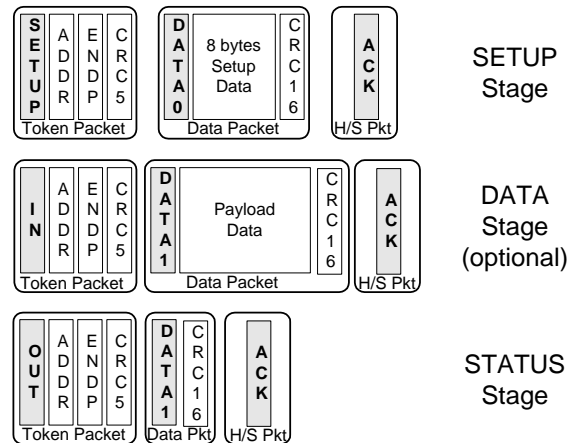 SETUP ADDR ENDP CRC5
Token Packet
DATA0 8 bytes Setup Data CRC16
Data Packet
ACK
H/S Pkt
SETUP
Stage
IN ADDR ENDP CRC5
Token Packet
DATA1 Payload Data CRC16
Data Packet
ACK
H/S Pkt
DATA
Stage
(optional)
OUT ADDR ENDP CRC5
Token Packet
DATA1 CRC16
Data Pkt
ACK
H/S Pkt
STATUS
Stage